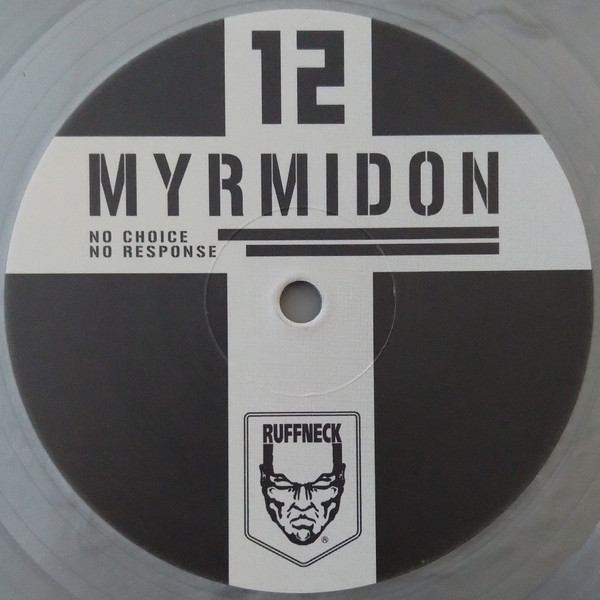 12
MYRMIDON
NO CHOICE
NO RESPONSE
RUFFNECK
®